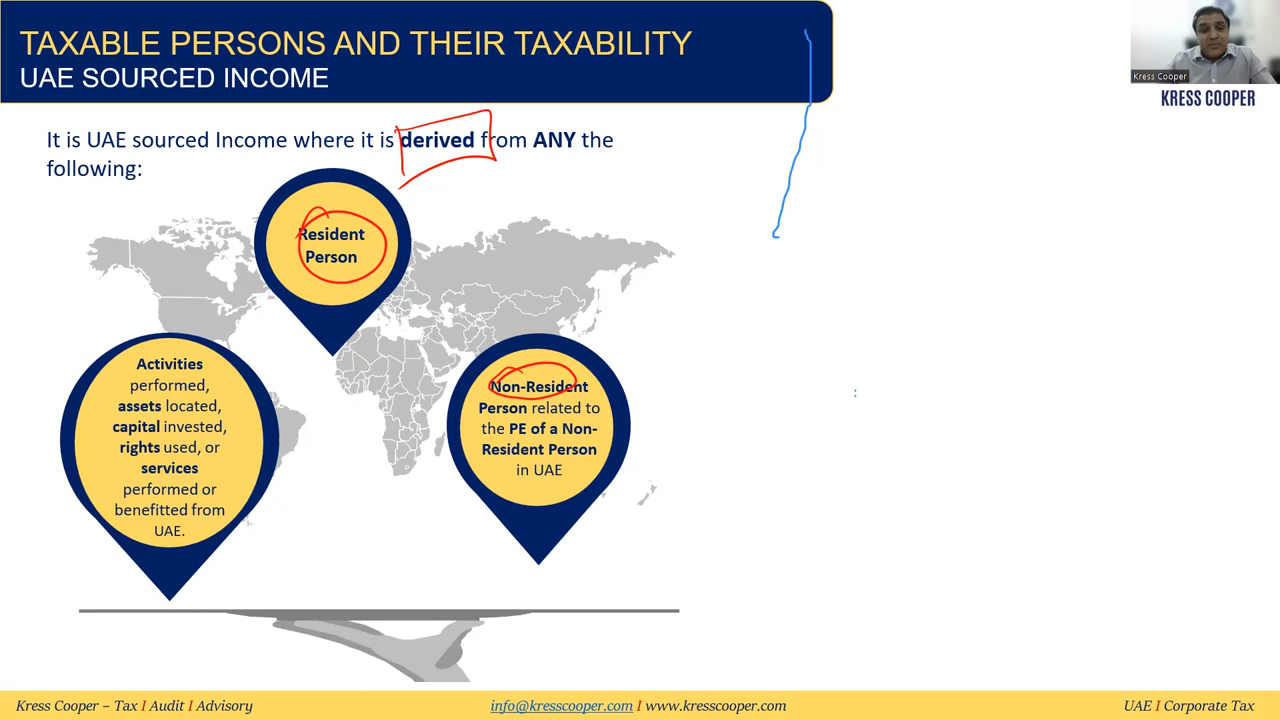 TAXABLE PERSONS AND THEIR TAXABILITY
UAE SOURCED INCOME
Kress Cooper
KRESS COOPER
It is UAE sourced Income where it is derived from ANY the
following:
Resident
Person
Activities
performed,
assets located,
capital invested,
rights used, or
services
performed or
benefitted from
UAE.
Non-Resident
Person related to
the PE of a Non-
Resident Person
in UAE
Kress Cooper – Tax I Audit I Advisory
info@kresscooper.com I www.kresscooper.com
UAE I Corporate Tax